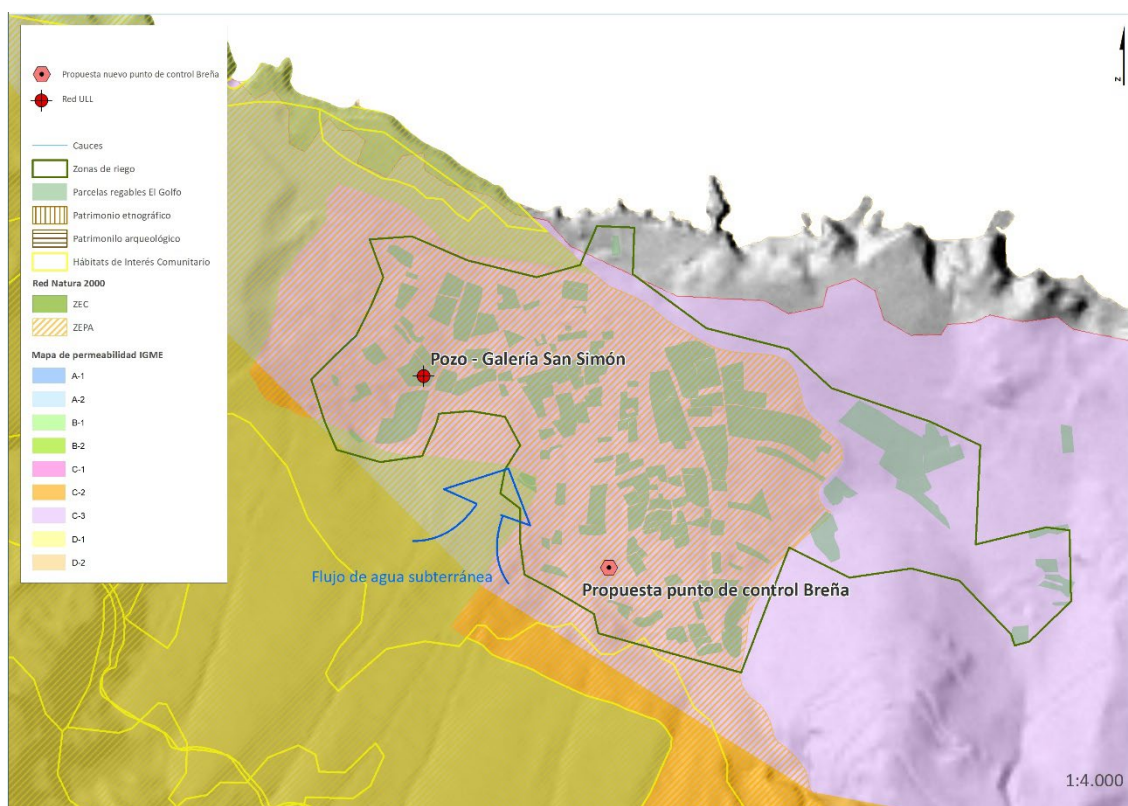 Propuesta nuevo punto de control Breña
Red ULL
Cauces
Zonas de riego
Parcelas regables El Golfo
Patrimonio etnográfico
Patrimonilo arqueológico
Hábitats de Interés Comunitario
Red Natura 2000
ZEC
ZEPA
Mapa de permeabilidad IGME
A-1
A-2
B-1
B-2
C-1
C-2
C-3
D-1
D-2
N
Pozo - Galería San Simón
Flujo de agua subterránea
Propuesta punto de control Breña
1:4.000